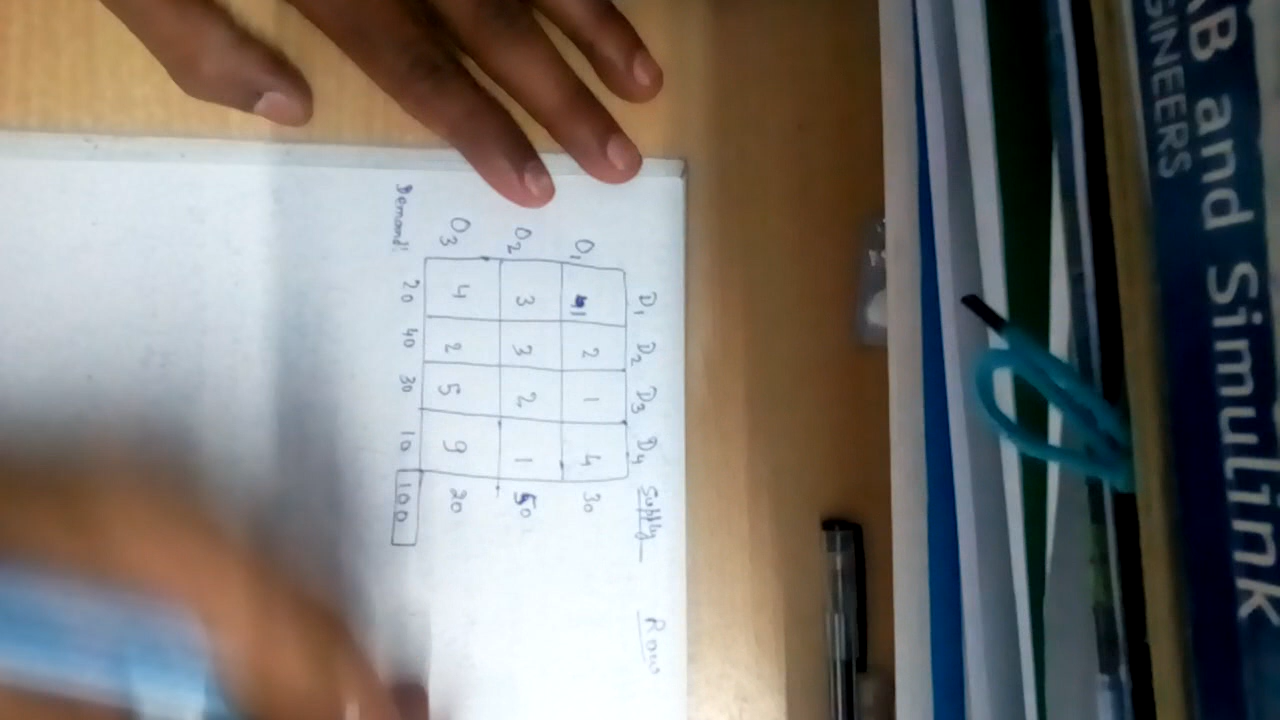 D1 D2 D3 D4 Supply Row
O1 1 2 1 4 30
O2 3 3 2 1 50
O3 4 2 5 9 20
Demand: 20 40 30 10 100
AB and Simulink
GINEERS